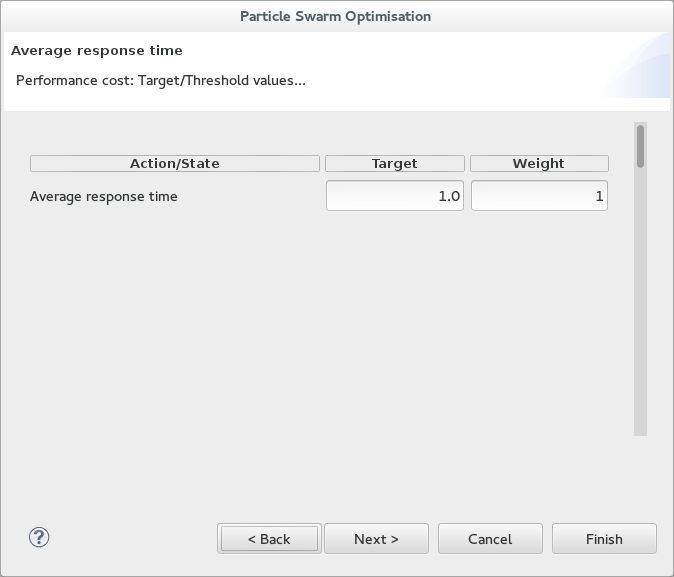 Particle Swarm Optimisation
Average response time
Performance cost: Target/Threshold values...
Action/State Target Weight
Average response time 1.0 1
? < Back Next > Cancel Finish